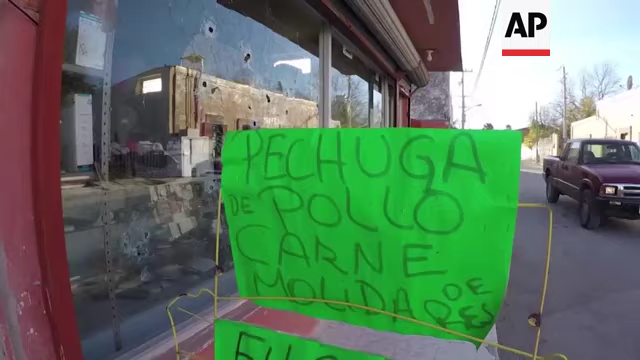 AP
PECHUGA
DE POLLO
CARNE
MOLIDA DE
RES